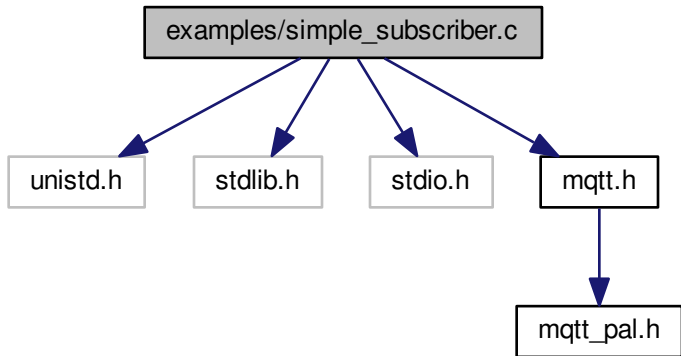 examples/simple_subscriber.c
unistd.h
stdlib.h
stdio.h
mqtt.h
mqtt_pal.h